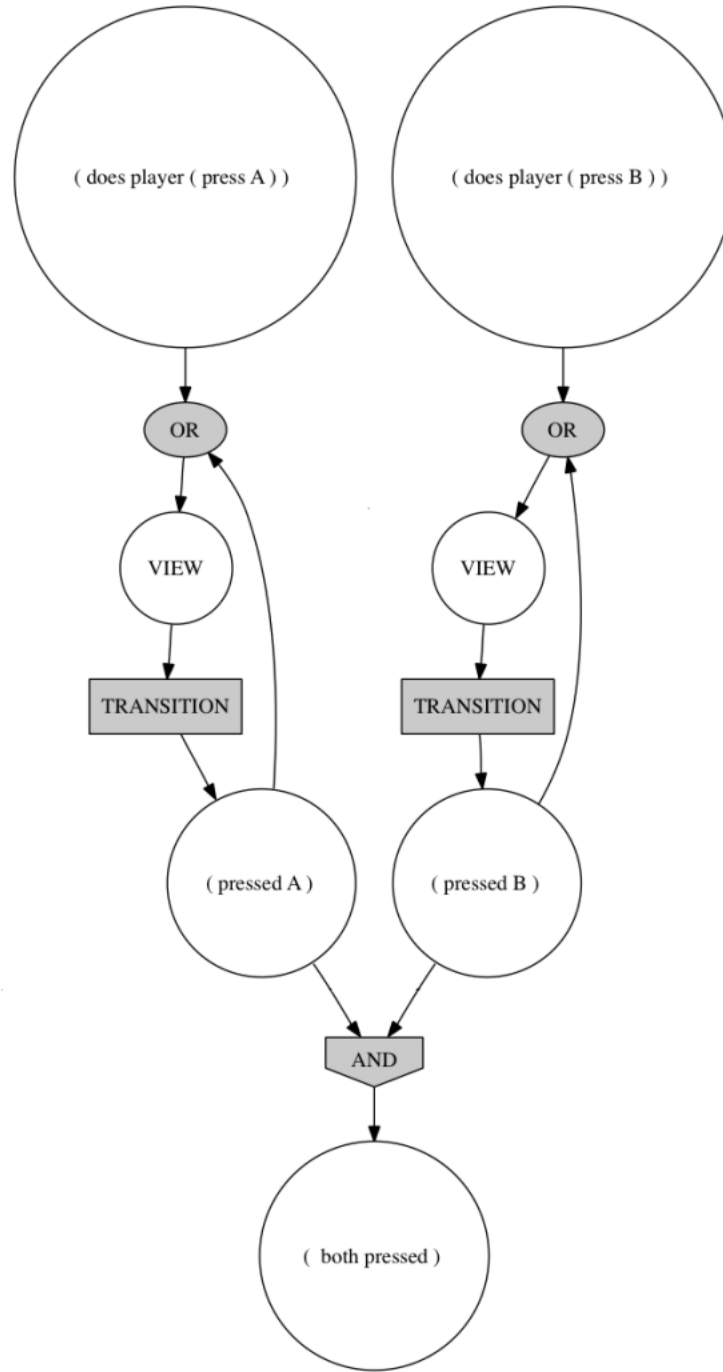 ( does player ( press A ) )
( does player ( press B ) )
OR
OR
VIEW
VIEW
TRANSITION
TRANSITION
( pressed A )
( pressed B )
AND
( both pressed )